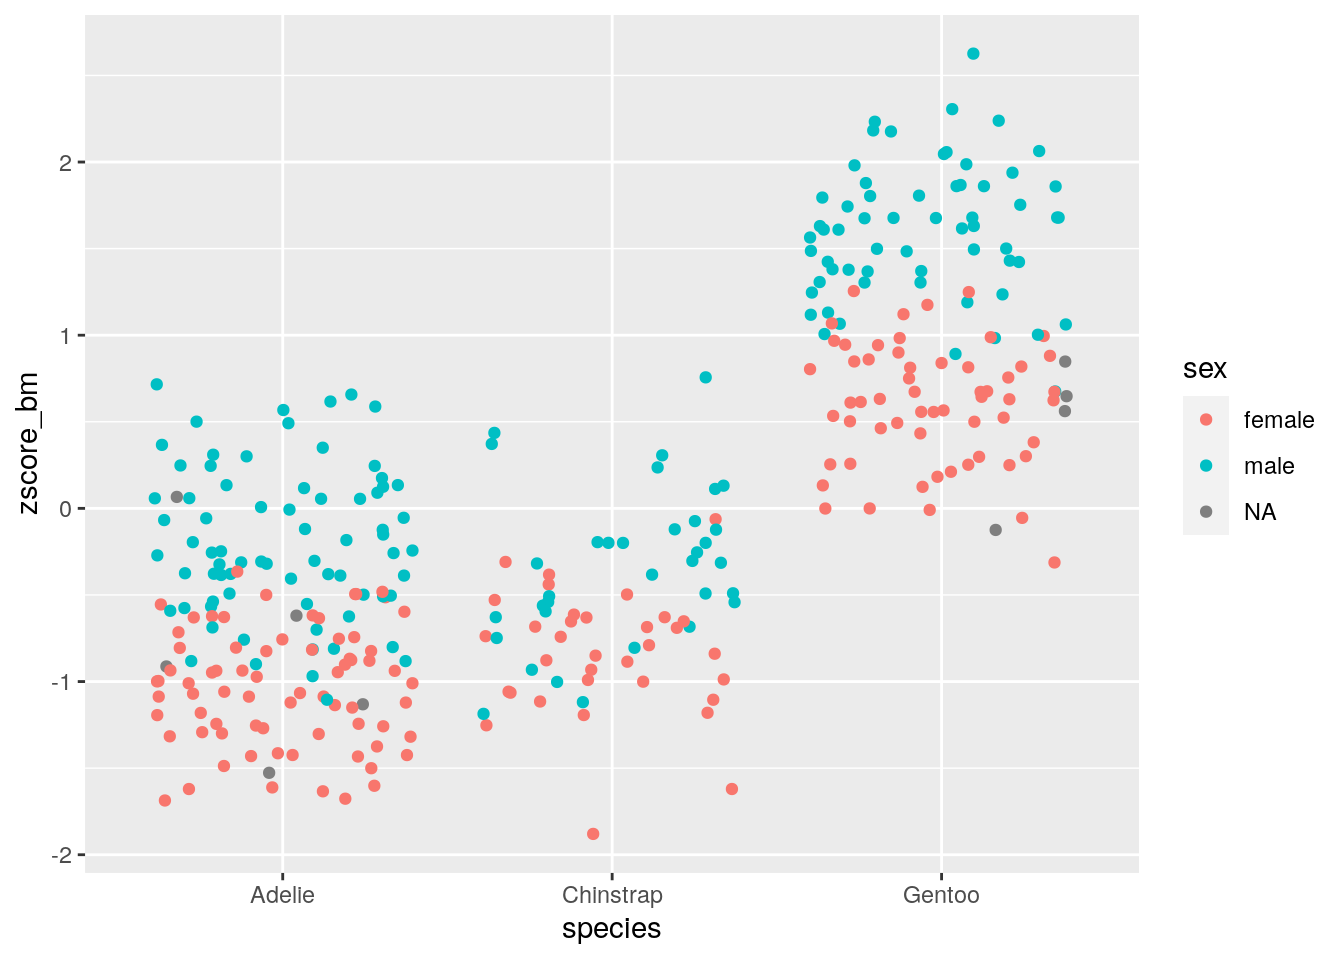 zscore_bm
2
1
0
-1
-2
Adelie
Chinstrap
Gentoo
species
sex
female
male
NA